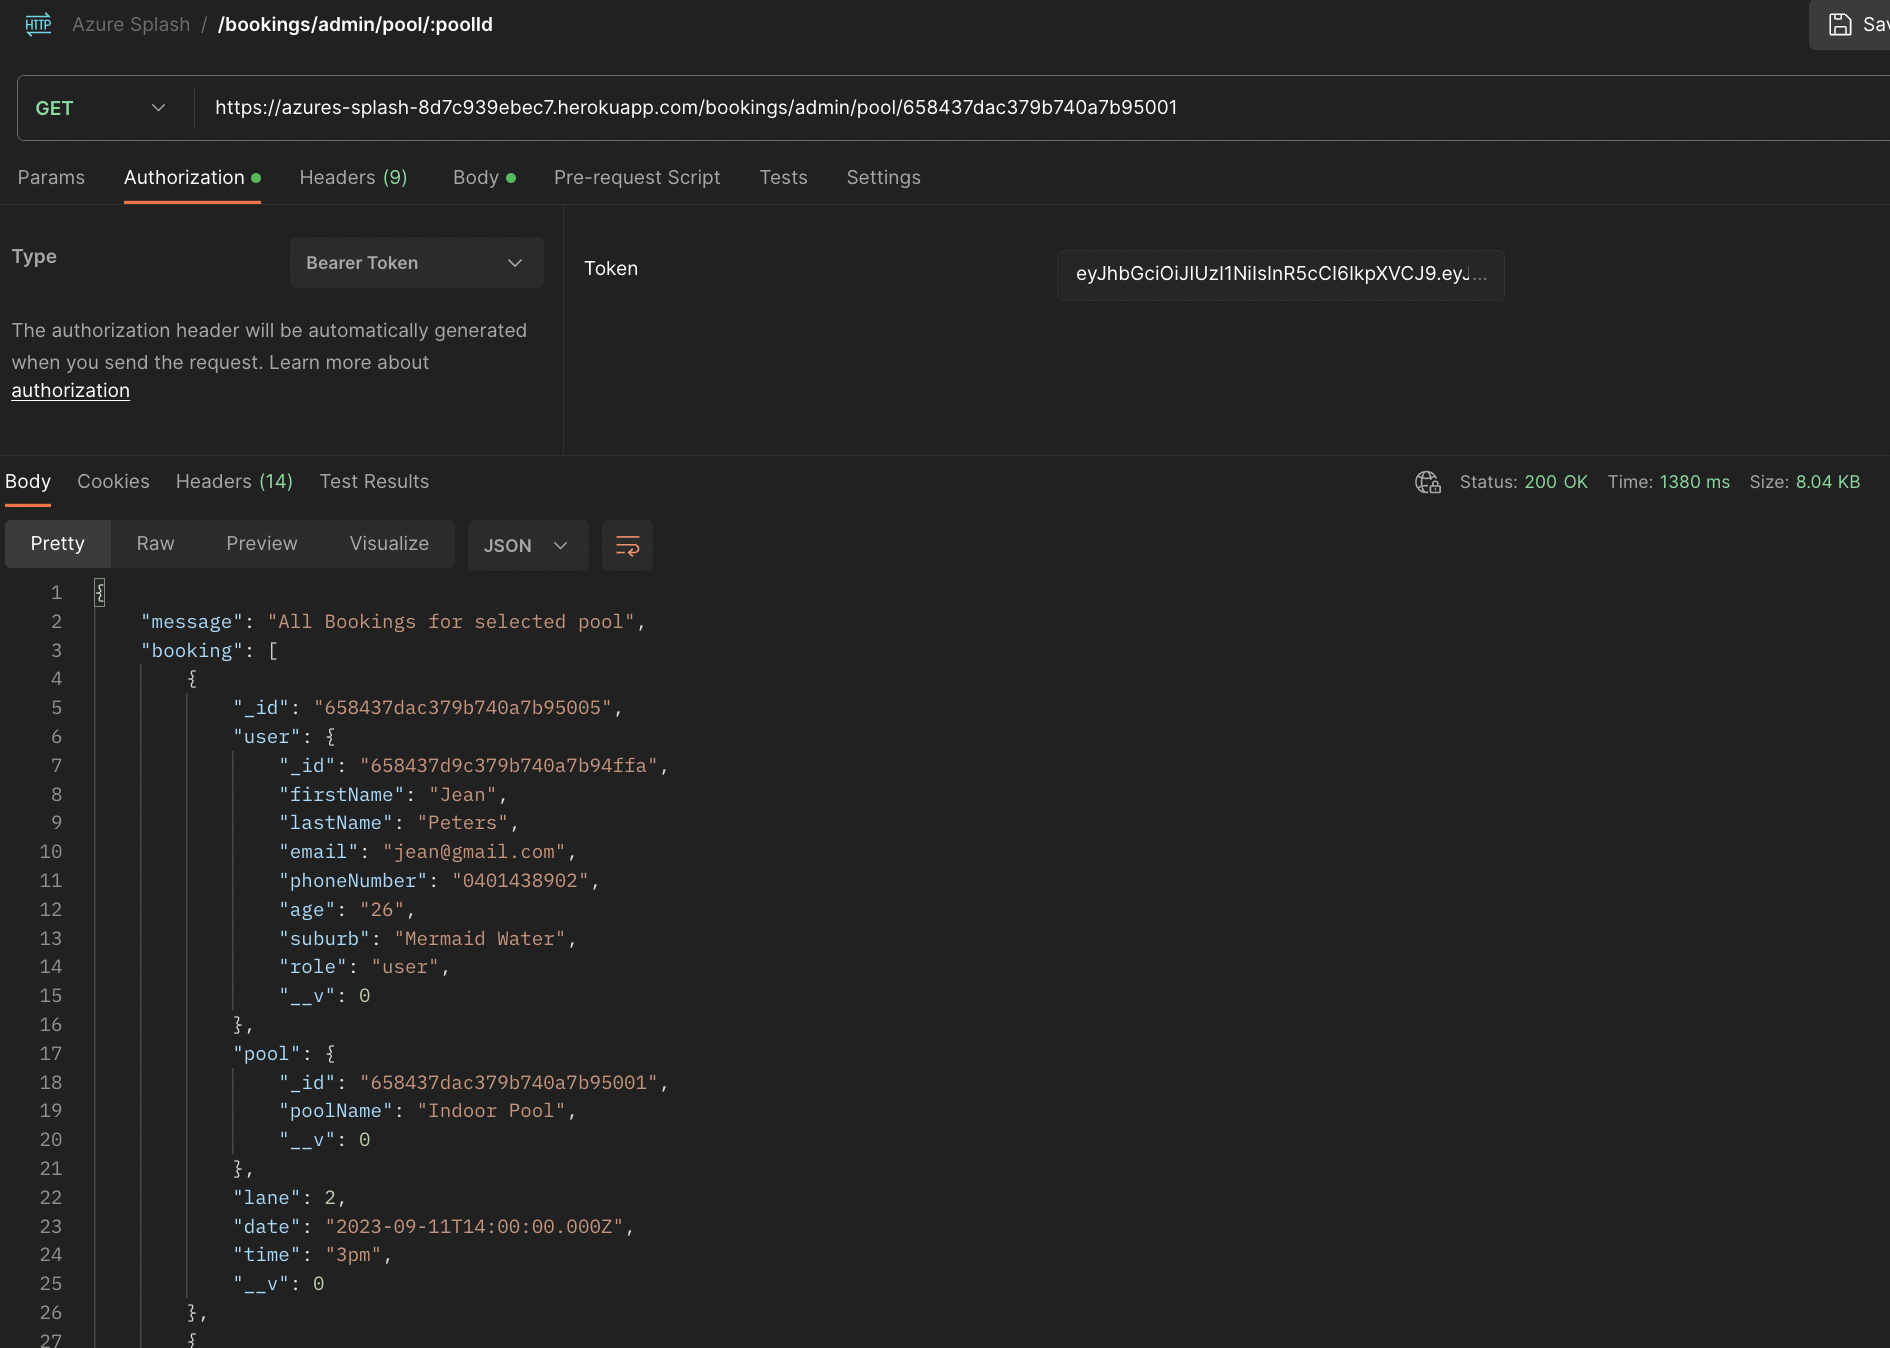 HTTP Azure Splash / /bookings/admin/pool/:poolId
GET https://azures-splash-8d7c939ebec7.herokuapp.com/bookings/admin/pool/658437dac379b740a7b95001
Params Authorization Headers (9) Body Pre-request Script Tests Settings
Type Bearer Token
Token eyJhbGciOiJIUzI1NiIsInR5cCI6IkpXVCJ9.eyJ...
The authorization header will be automatically generated
when you send the request. Learn more about
authorization
Body Cookies Headers (14) Test Results Status: 200 OK Time: 1380 ms Size: 8.04 KB
Pretty Raw Preview Visualize JSON
1 {
2 "message": "All Bookings for selected pool",
3 "booking": [
4 {
5 "_id": "658437dac379b740a7b95005",
6 "user": {
7 "_id": "658437d9c379b740a7b94ffa",
8 "firstName": "Jean",
9 "lastName": "Peters",
10 "email": "jean@gmail.com",
11 "phoneNumber": "0401438902",
12 "age": "26",
13 "suburb": "Mermaid Water",
14 "role": "user",
15 "__v": 0
16 },
17 "pool": {
18 "_id": "658437dac379b740a7b95001",
19 "poolName": "Indoor Pool",
20 "__v": 0
21 },
22 "lane": 2,
23 "date": "2023-09-11T14:00:00.000Z",
24 "time": "3pm",
25 "__v": 0
26 },
27 {